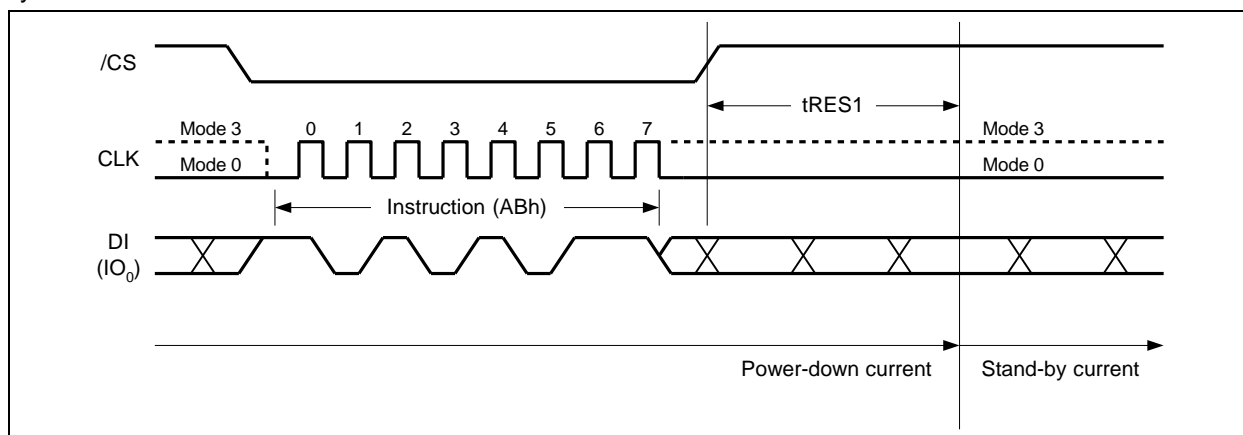 /CS
tRES1
Mode 3 0 1 2 3 4 5 6 7 Mode 3
CLK
Mode 0 Mode 0
Instruction (ABh)
DI
(IO₀)
Power-down current Stand-by current